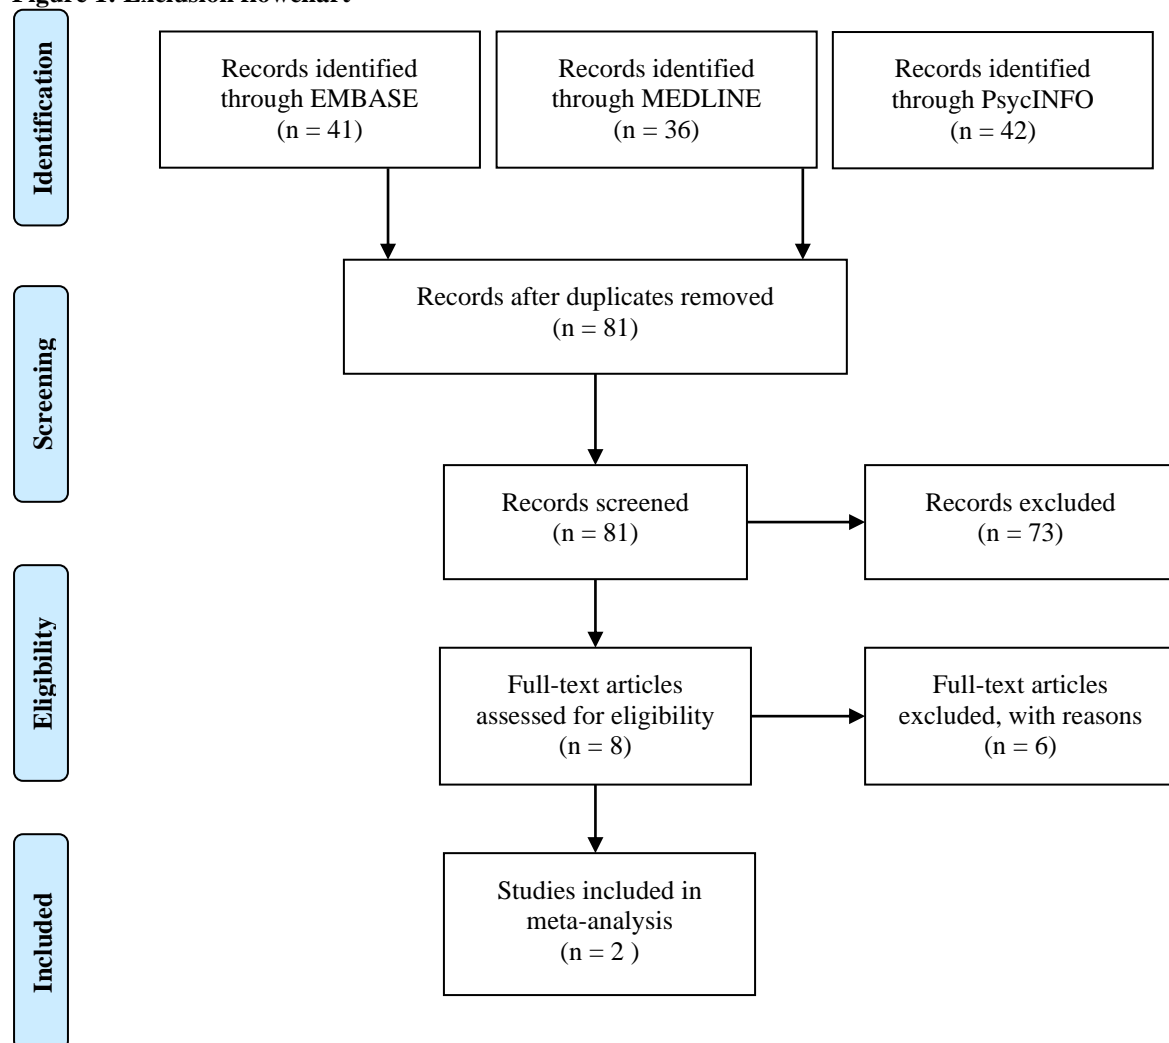 Figure 1. Exclusion flowchart
Identification
Records identified
through EMBASE
(n = 41)
Records identified
through MEDLINE
(n = 36)
Records identified
through PsycINFO
(n = 42)
Screening
Records after duplicates removed
(n = 81)
Records screened
(n = 81)
Records excluded
(n = 73)
Eligibility
Full-text articles
assessed for eligibility
(n = 8)
Full-text articles
excluded, with reasons
(n = 6)
Included
Studies included in
meta-analysis
(n = 2 )